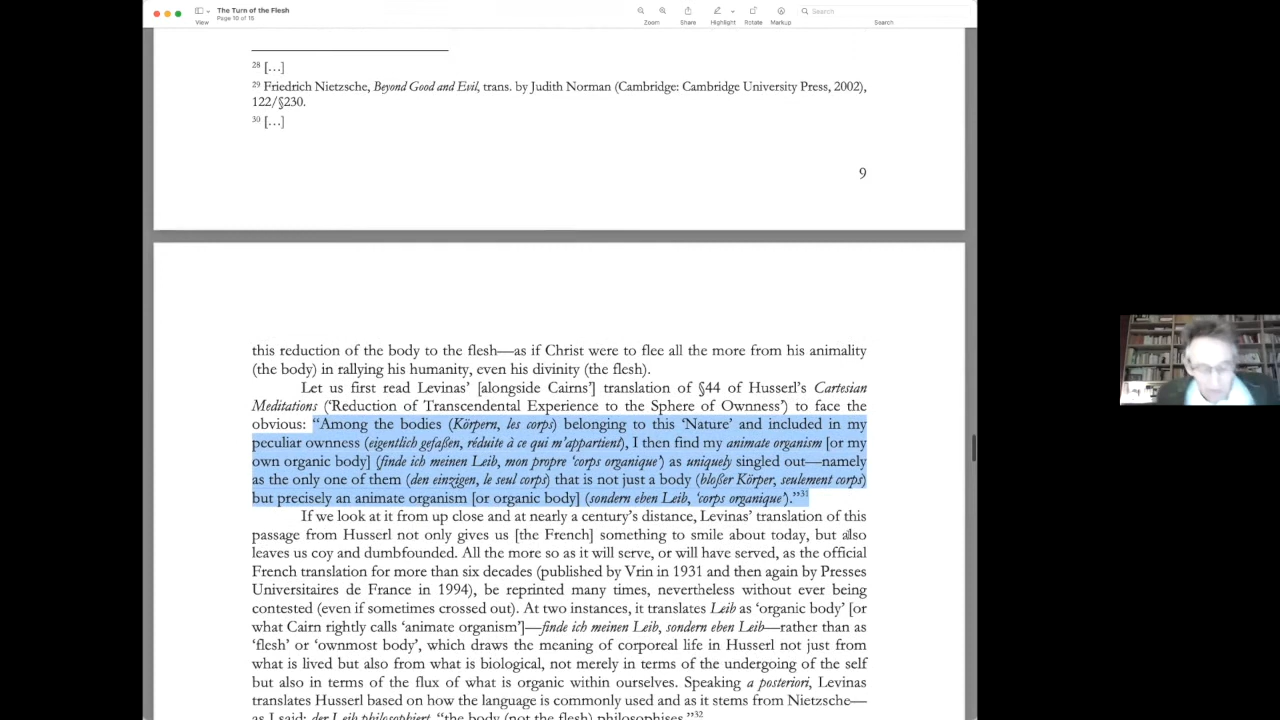 The Turn of the Flesh
Page 10 of 15
View
Zoom
Share
Highlight
Rotate
Markup
Search
Search
28 […]
29 Friedrich Nietzsche, Beyond Good and Evil, trans. by Judith Norman (Cambridge: Cambridge University Press, 2002),
122/§230.
30 […]
9
this reduction of the body to the flesh—as if Christ were to flee all the more from his animality
(the body) in rallying his humanity, even his divinity (the flesh).
Let us first read Levinas’ [alongside Cairns’] translation of §44 of Husserl’s Cartesian
Meditations (‘Reduction of Transcendental Experience to the Sphere of Ownness’) to face the
obvious: “Among the bodies (Körpern, les corps) belonging to this ‘Nature’ and included in my
peculiar ownness (eigentlich gefaßen, réduite à ce qui m’appartient), I then find my animate organism [or my
own organic body] (finde ich meinen Leib, mon propre ‘corps organique’) as uniquely singled out—namely
as the only one of them (den einzigen, le seul corps) that is not just a body (bloßer Körper, seulement corps)
but precisely an animate organism [or organic body] (sondern eben Leib, ‘corps organique’).”31
If we look at it from up close and at nearly a century’s distance, Levinas’ translation of this
passage from Husserl not only gives us [the French] something to smile about today, but also
leaves us coy and dumbfounded. All the more so as it will serve, or will have served, as the official
French translation for more than six decades (published by Vrin in 1931 and then again by Presses
Universitaires de France in 1994), be reprinted many times, nevertheless without ever being
contested (even if sometimes crossed out). At two instances, it translates Leib as ‘organic body’ [or
what Cairn rightly calls ‘animate organism’]—finde ich meinen Leib, sondern eben Leib—rather than as
‘flesh’ or ‘ownmost body’, which draws the meaning of corporeal life in Husserl not just from
what is lived but also from what is biological, not merely in terms of the undergoing of the self
but also in terms of the flux of what is organic within ourselves. Speaking a posteriori, Levinas
translates Husserl based on how the language is commonly used and as it stems from Nietzsche—
as I said: der Leib philosophiert, “the body (not the flesh) philosophises.”32